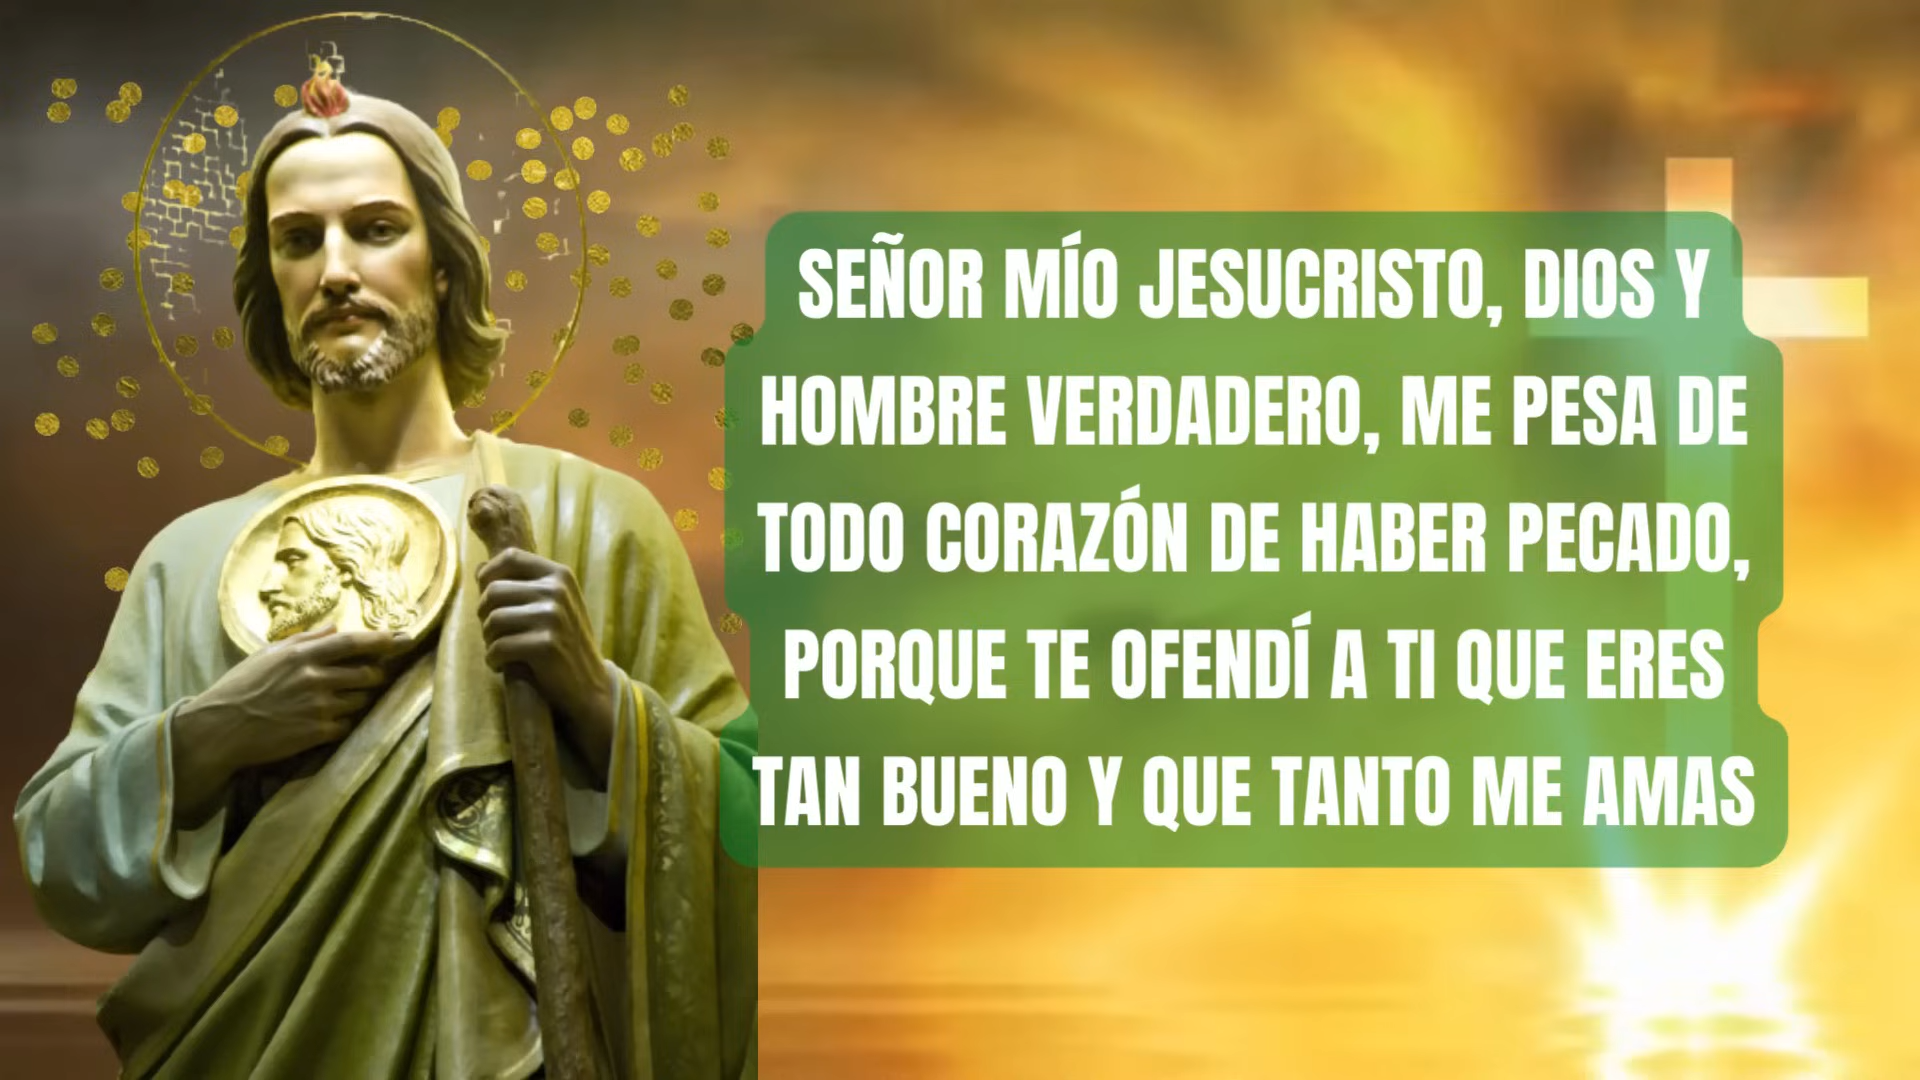 SEÑOR MÍO JESUCRISTO, DIOS Y
HOMBRE VERDADERO, ME PESA DE
TODO CORAZÓN DE HABER PECADO,
PORQUE TE OFENDÍ A TI QUE ERES
TAN BUENO Y QUE TANTO ME AMAS